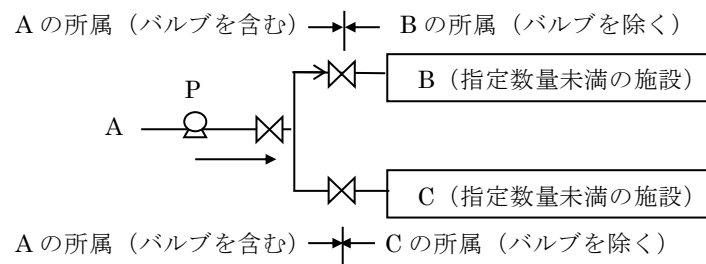 Aの所属（バルブを含む） Bの所属（バルブを除く）
B（指定数量未満の施設）
P
A
C（指定数量未満の施設）
Aの所属（バルブを含む） Cの所属（バルブを除く）